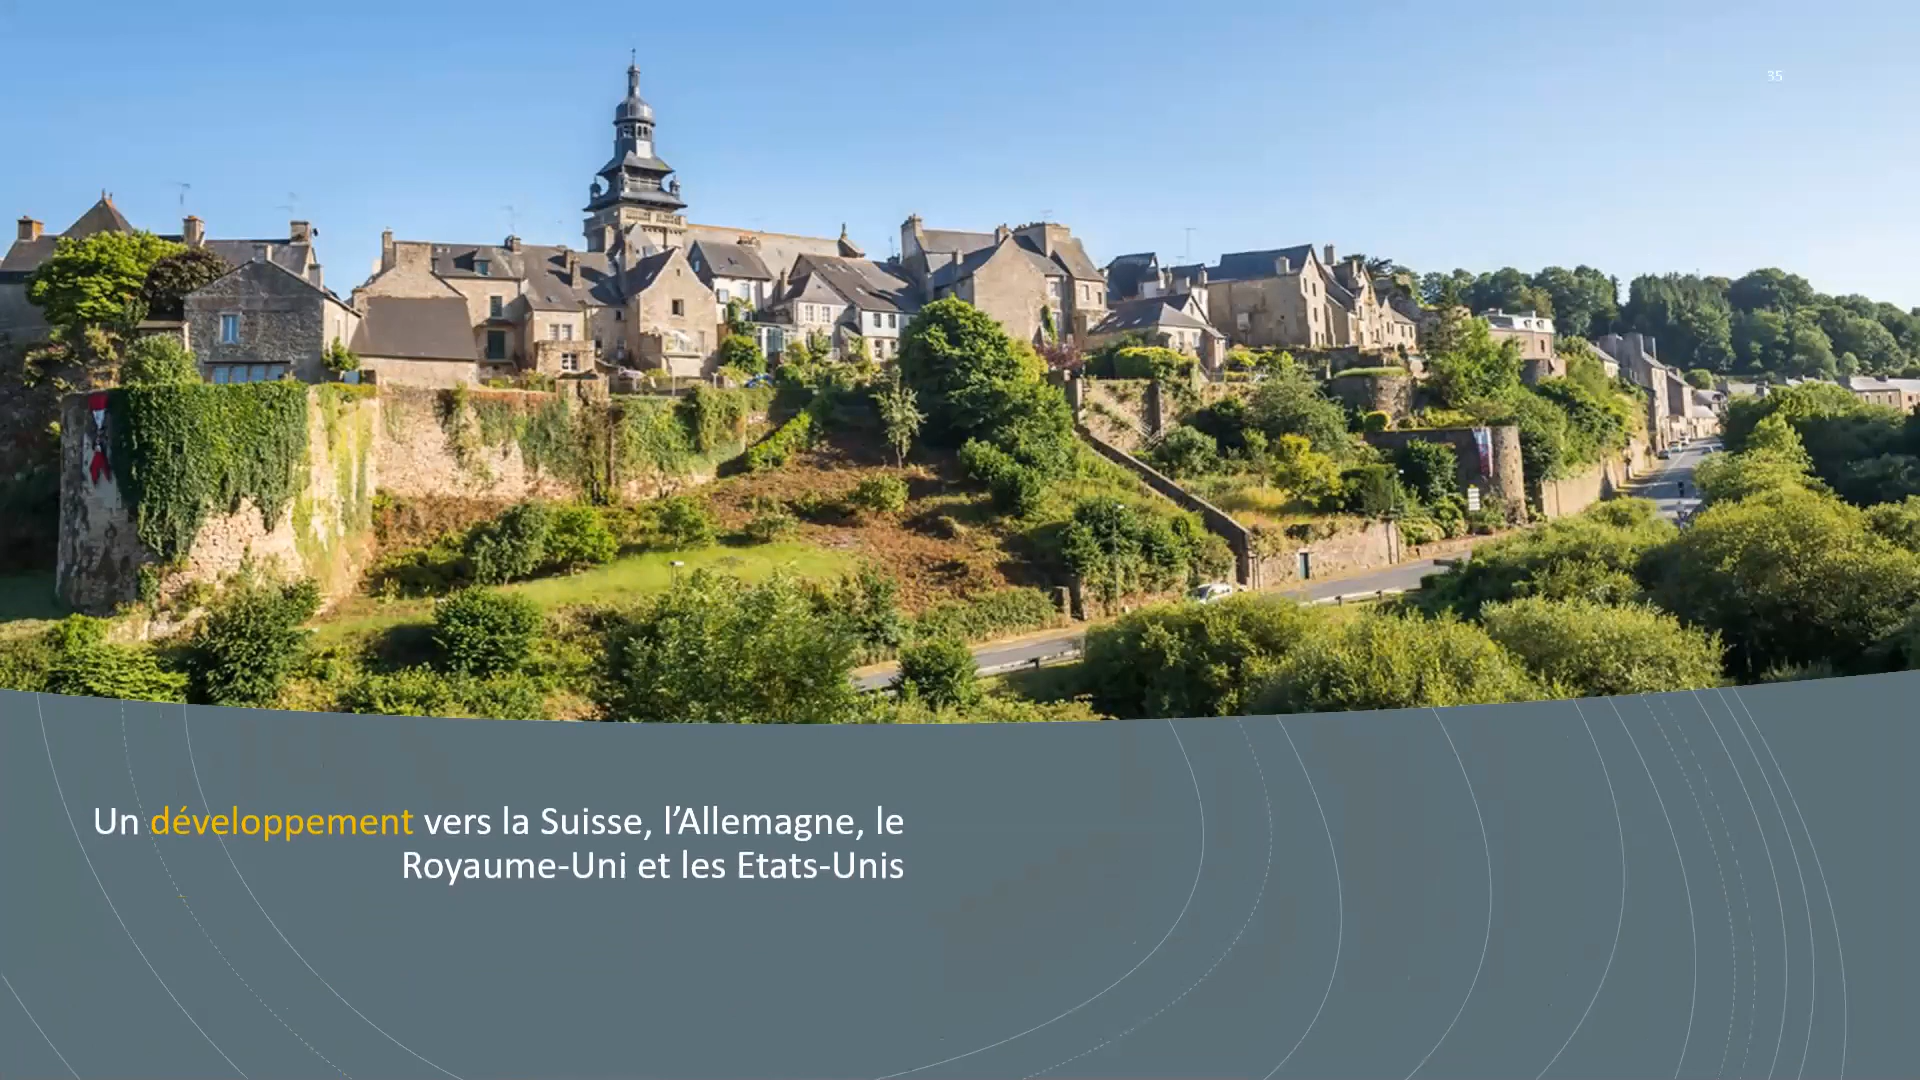 35
Un développement vers la Suisse, l’Allemagne, le
Royaume-Uni et les Etats-Unis